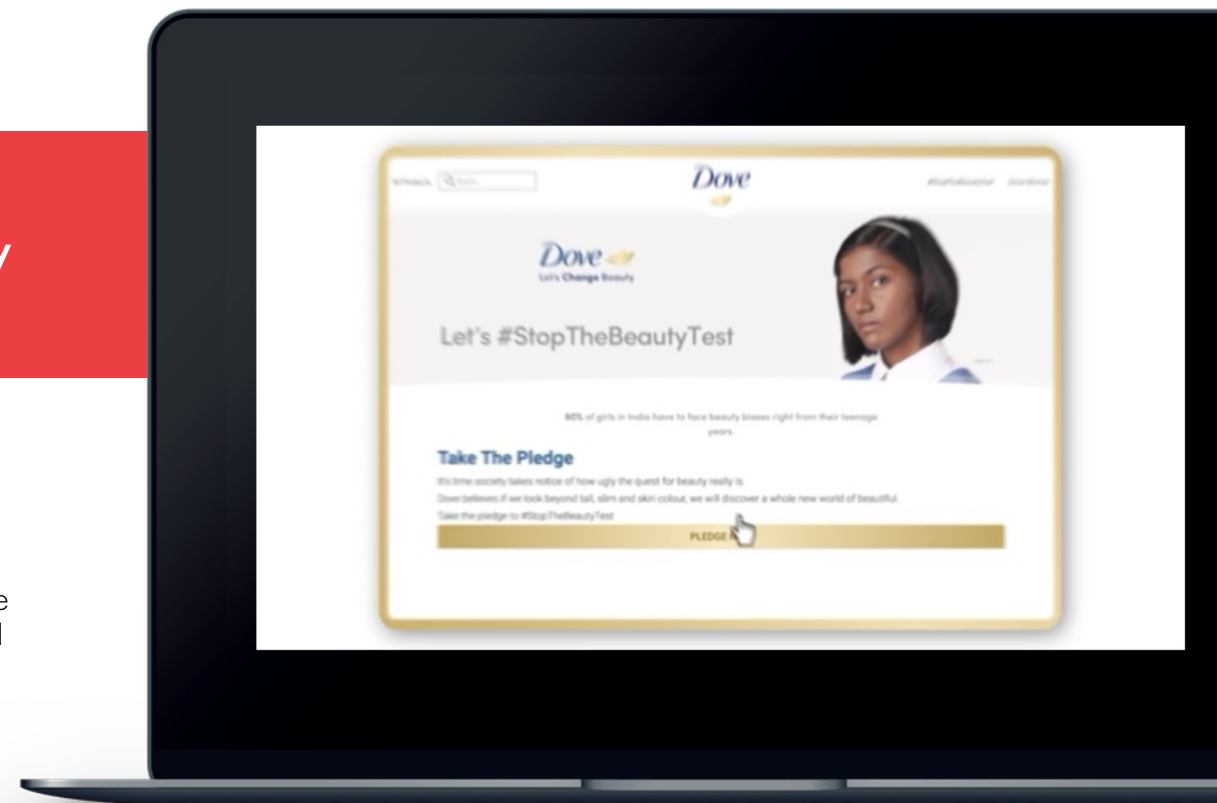 y
e
l
Dove
Dove
Let's Change Beauty
Let's #StopTheBeautyTest
80% of girls in India have to face beauty biases right from their teenage
years.
Take The Pledge
It's time society takes notice of how ugly the quest for beauty really is.
Dove believes if we look beyond tall, slim and skin colour, we will discover a whole new world of beautiful.
Take the pledge to #StopTheBeautyTest
PLEDGE